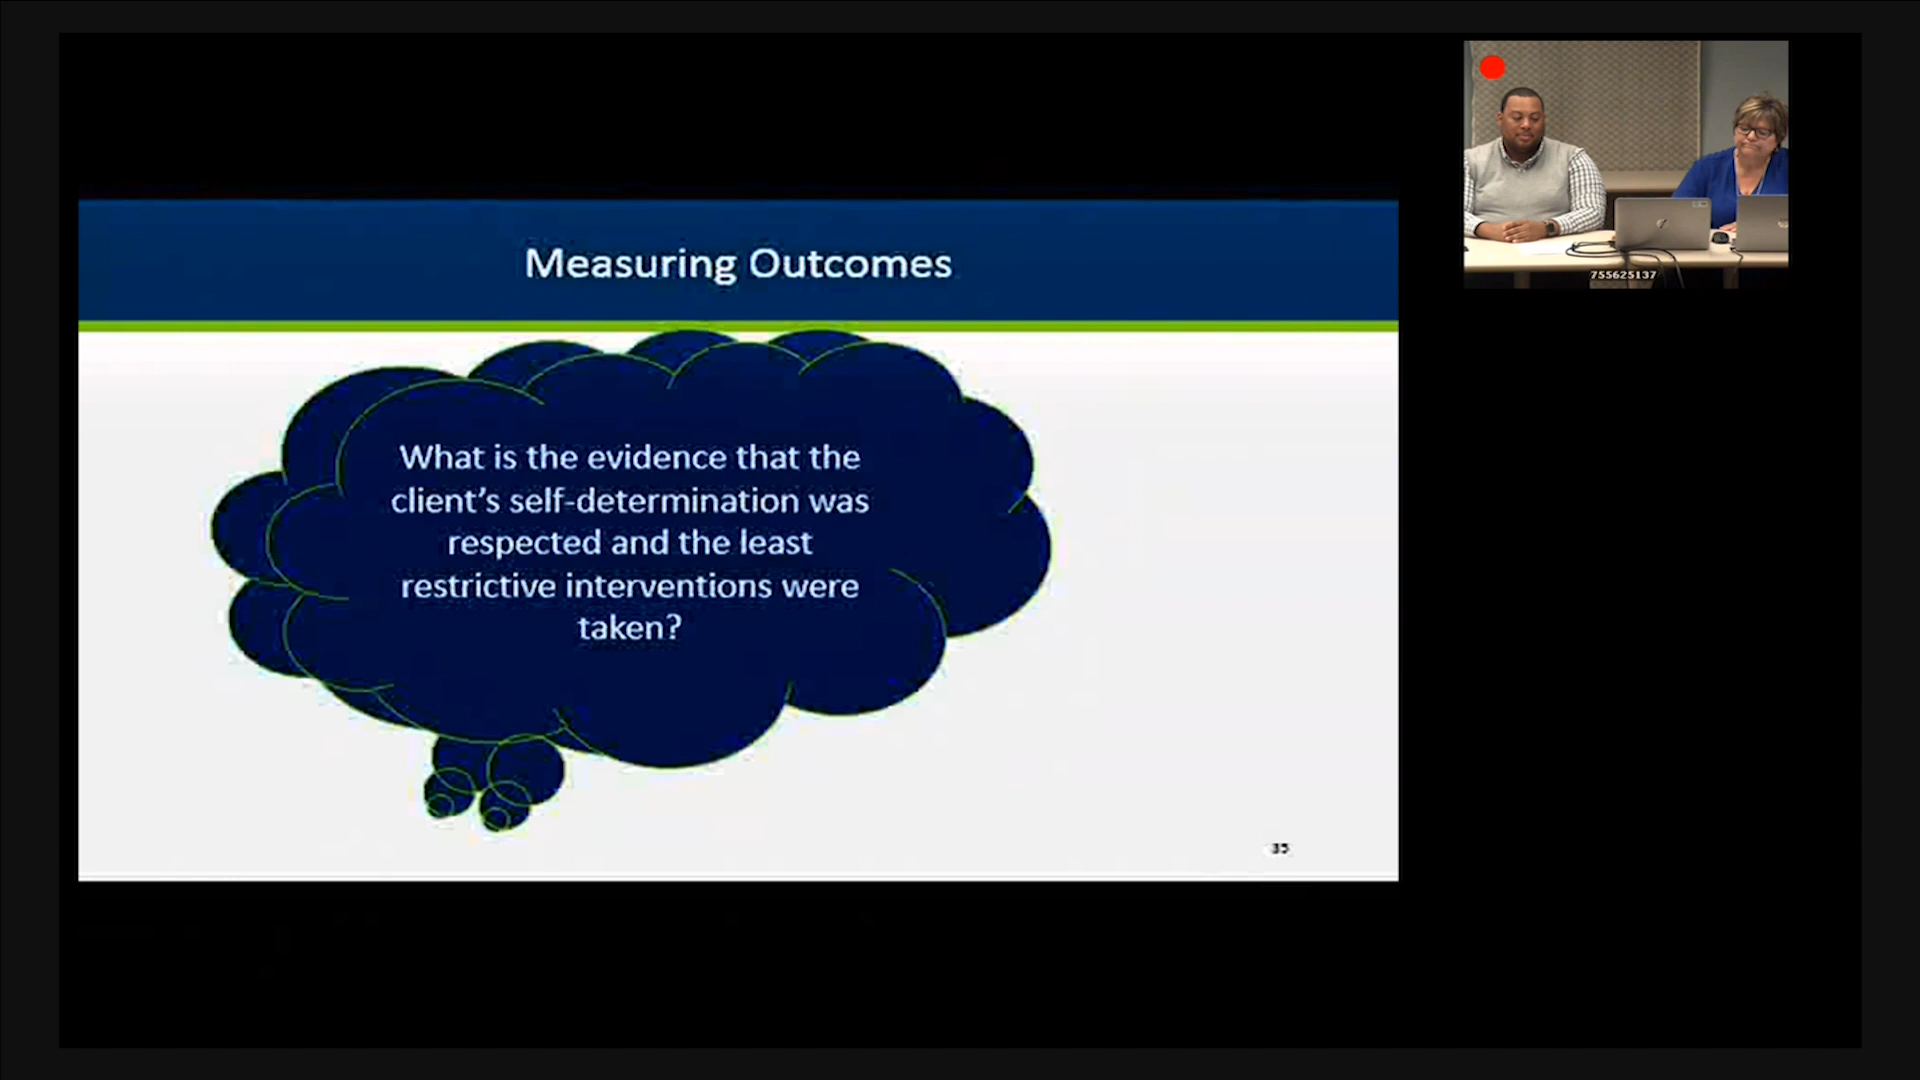 Measuring Outcomes
What is the evidence that the
client's self-determination was
respected and the least
restrictive interventions were
taken?
35
755625137